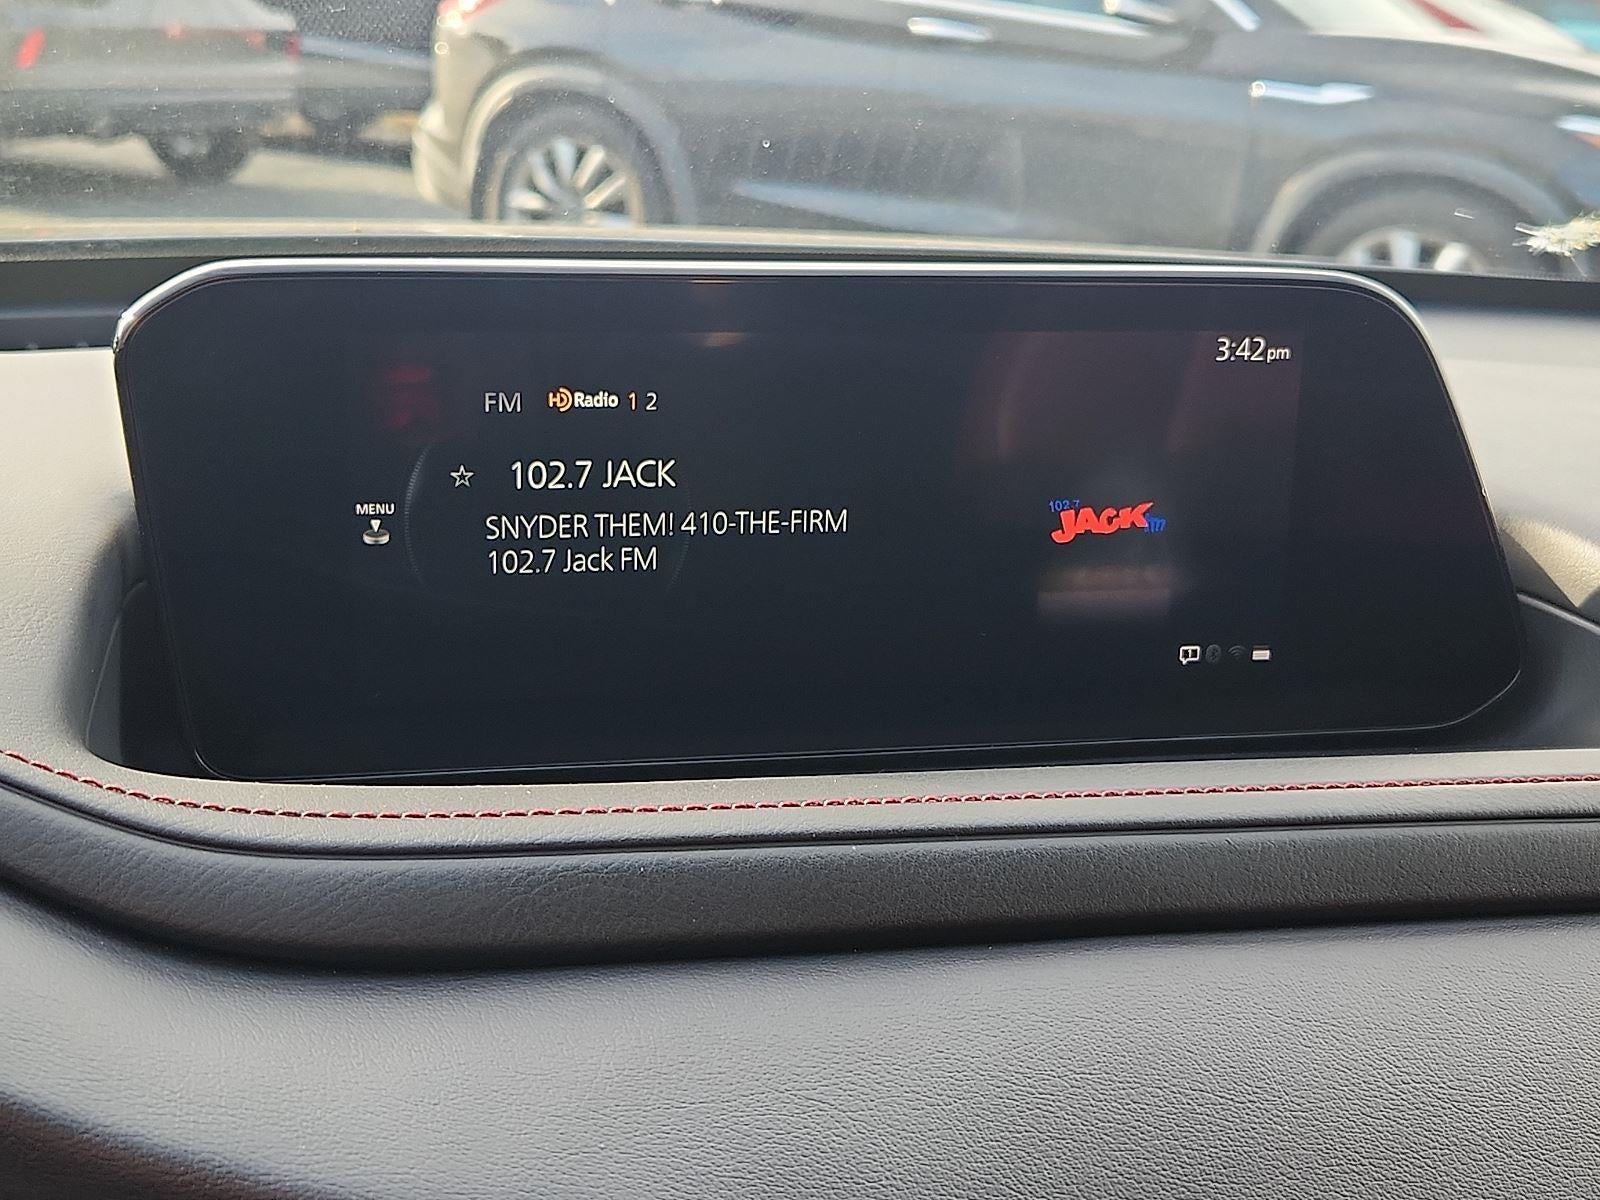 3:42pm
FM HD Radio 1 2
102.7 JACK
MENU
SNYDER THEM! 410-THE-FIRM
102.7 Jack FM
102.7
JACK fm